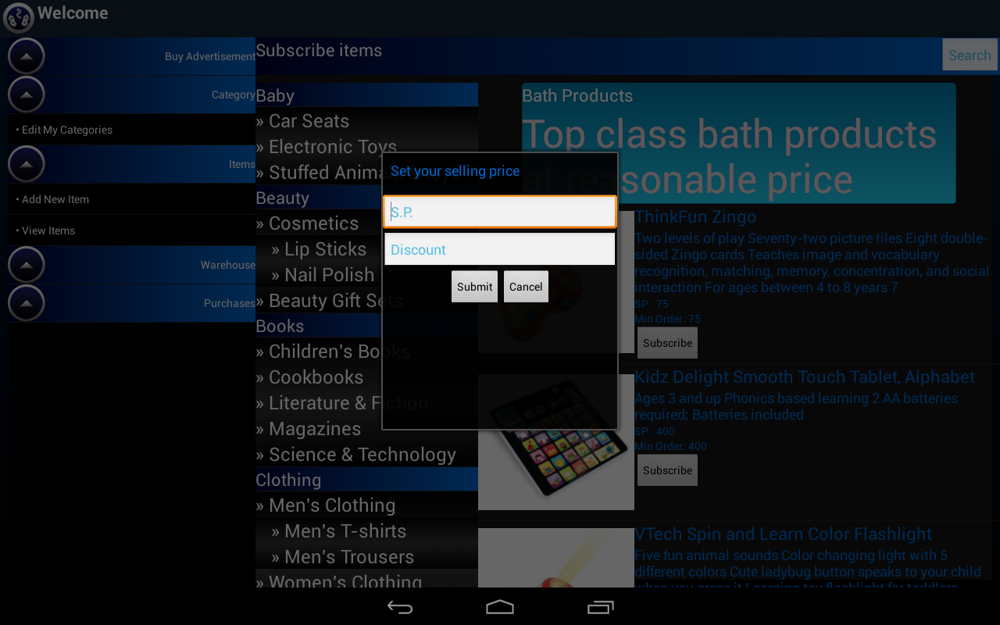 Welcome
Buy Advertisement
Category
• Edit My Categories
Items
• Add New Item
• View Items
Warehouse
Purchases
Subscribe items
Search
Baby
» Car Seats
» Electronic Toys
» Stuffed Anima
Beauty
» Cosmetics
» Lip Sticks
» Nail Polish
» Beauty Gift Sets
Books
» Children's Books
» Cookbooks
» Literature & Fiction
» Magazines
» Science & Technology
Clothing
» Men's Clothing
» Men's T-shirts
» Men's Trousers
» Women's Clothing
Set your selling price
S.P.
Discount
Submit
Cancel
Bath Products
Top class bath products
at reasonable price
ThinkFun Zingo
Two levels of play Seventy-two picture tiles Eight double-
sided Zingo cards Teaches image and vocabulary
recognition, matching, memory, concentration, and social
interaction For ages between 4 to 8 years 7
SP : 75
Min Order: 75
Subscribe
Kidz Delight Smooth Touch Tablet, Alphabet
Ages 3 and up Phonics based learning 2 AA batteries
required; Batteries included
SP : 400
Min Order: 400
Subscribe
VTech Spin and Learn Color Flashlight
Five fun animal sounds Color changing light with 5
different colors Cute ladybug button speaks to your child
when you press it Learning toy flashlight for toddlers